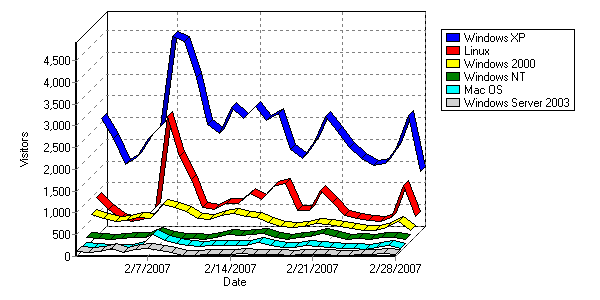 4,500
4,000
3,500
3,000
2,500
2,000
1,500
1,000
500
0
Visitors
2/7/2007 2/14/2007 2/21/2007 2/28/2007
Date
Windows XP
Linux
Windows 2000
Windows NT
Mac OS
Windows Server 2003